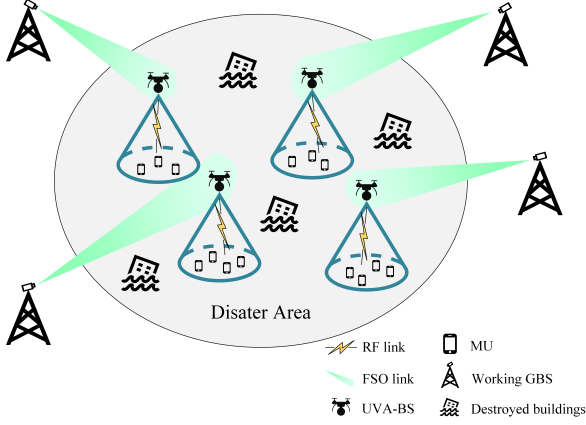 Disater Area
RF link
MU
FSO link
Working GBS
UVA-BS
Destroyed buildings